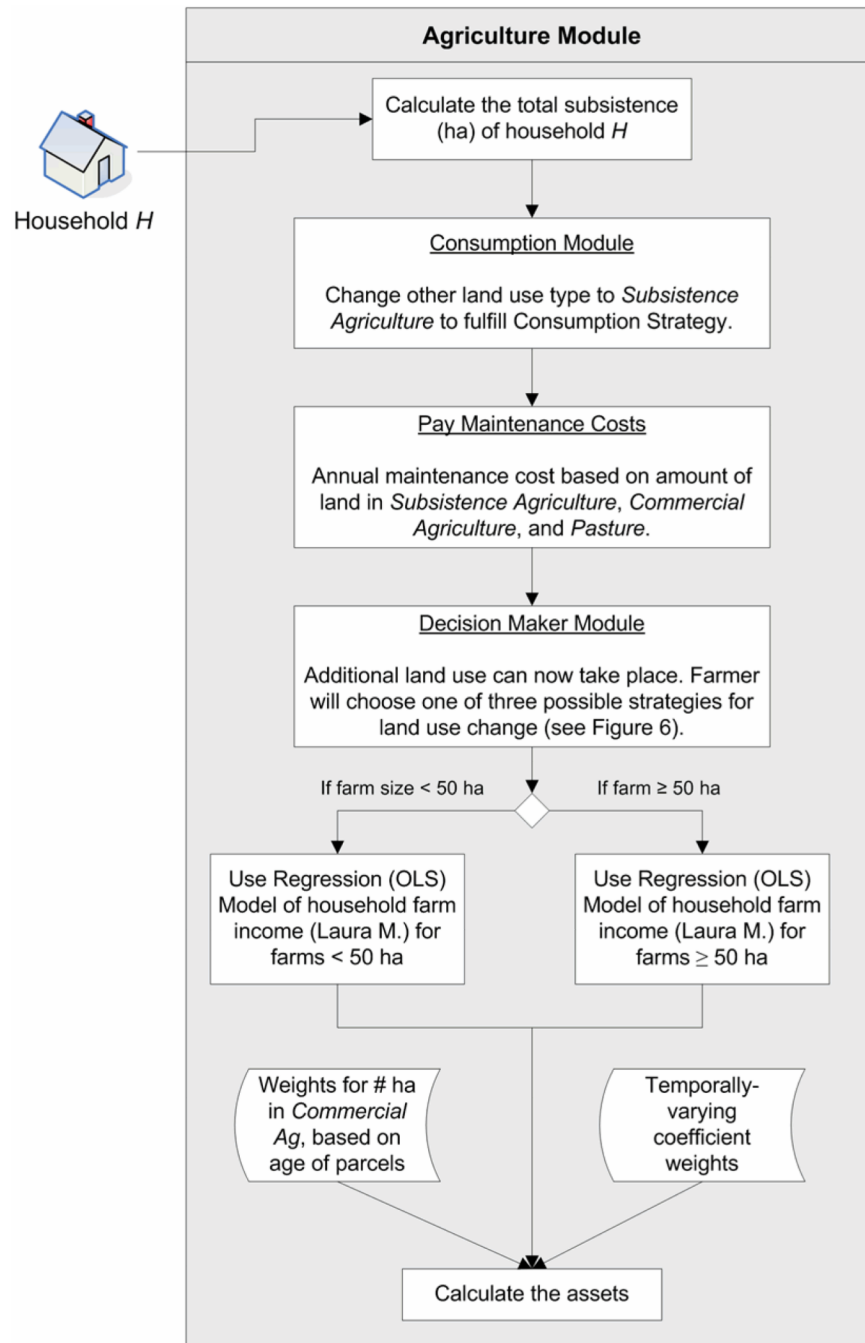 Agriculture Module
Calculate the total subsistence
(ha) of household H
Household H
Consumption Module
Change other land use type to Subsistence
Agriculture to fulfill Consumption Strategy.
Pay Maintenance Costs
Annual maintenance cost based on amount of
land in Subsistence Agriculture, Commercial
Agriculture, and Pasture.
Decision Maker Module
Additional land use can now take place. Farmer
will choose one of three possible strategies for
land use change (see Figure 6).
If farm size < 50 ha
If farm ≥ 50 ha
Use Regression (OLS)
Model of household farm
income (Laura M.) for
farms < 50 ha
Use Regression (OLS)
Model of household farm
income (Laura M.) for
farms ≥ 50 ha
Weights for # ha
in Commercial
Ag, based on
age of parcels
Temporally-
varying
coefficient
weights
Calculate the assets